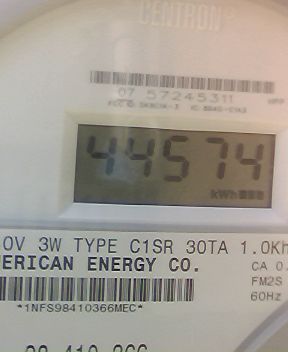 CENTRON
07 57245311
44574
kWh
0V 3W TYPE C1SR 30TA 1.0Kh
ERICAN ENERGY CO.
CA 0.
FM2S
60Hz
*1NFS98410366MEC*